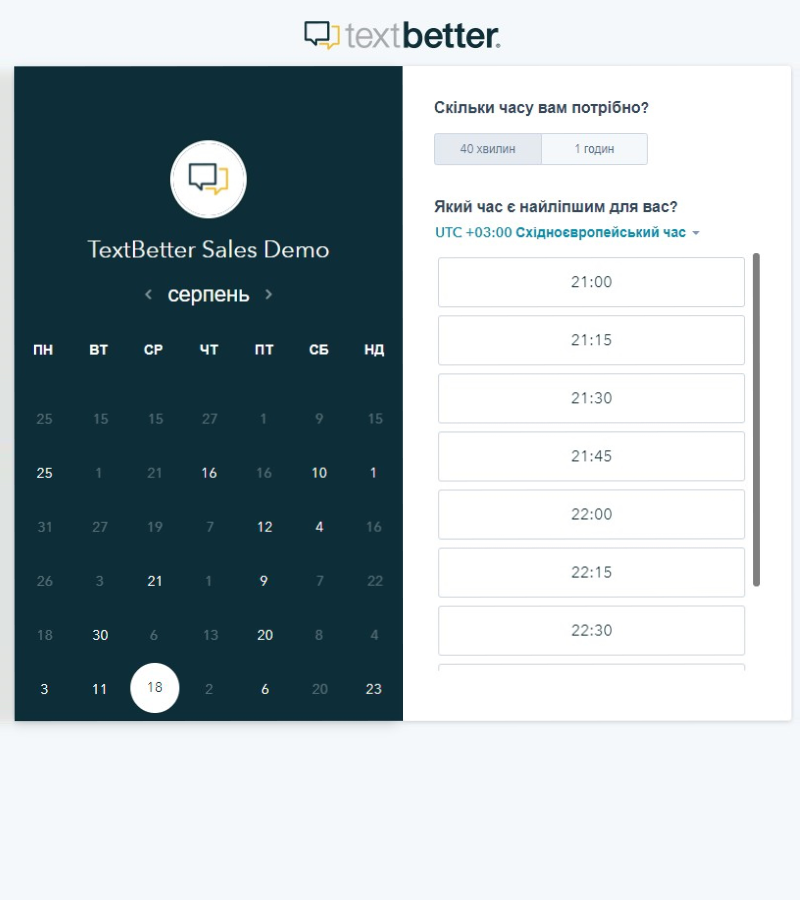 textbetter.
TextBetter Sales Demo
серпень
ПН ВТ СР ЧТ ПТ СБ НД
25 15 15 27 1 9 15
25 1 21 16 16 10 1
31 27 19 7 12 4 16
26 3 21 1 9 7 22
18 30 6 13 20 8 4
3 11 18 2 6 20 23
Скільки часу вам потрібно?
40 хвилин 1 годин
Який час є найліпшим для вас?
UTC +03:00 Східноєвропейський час
21:00
21:15
21:30
21:45
22:00
22:15
22:30